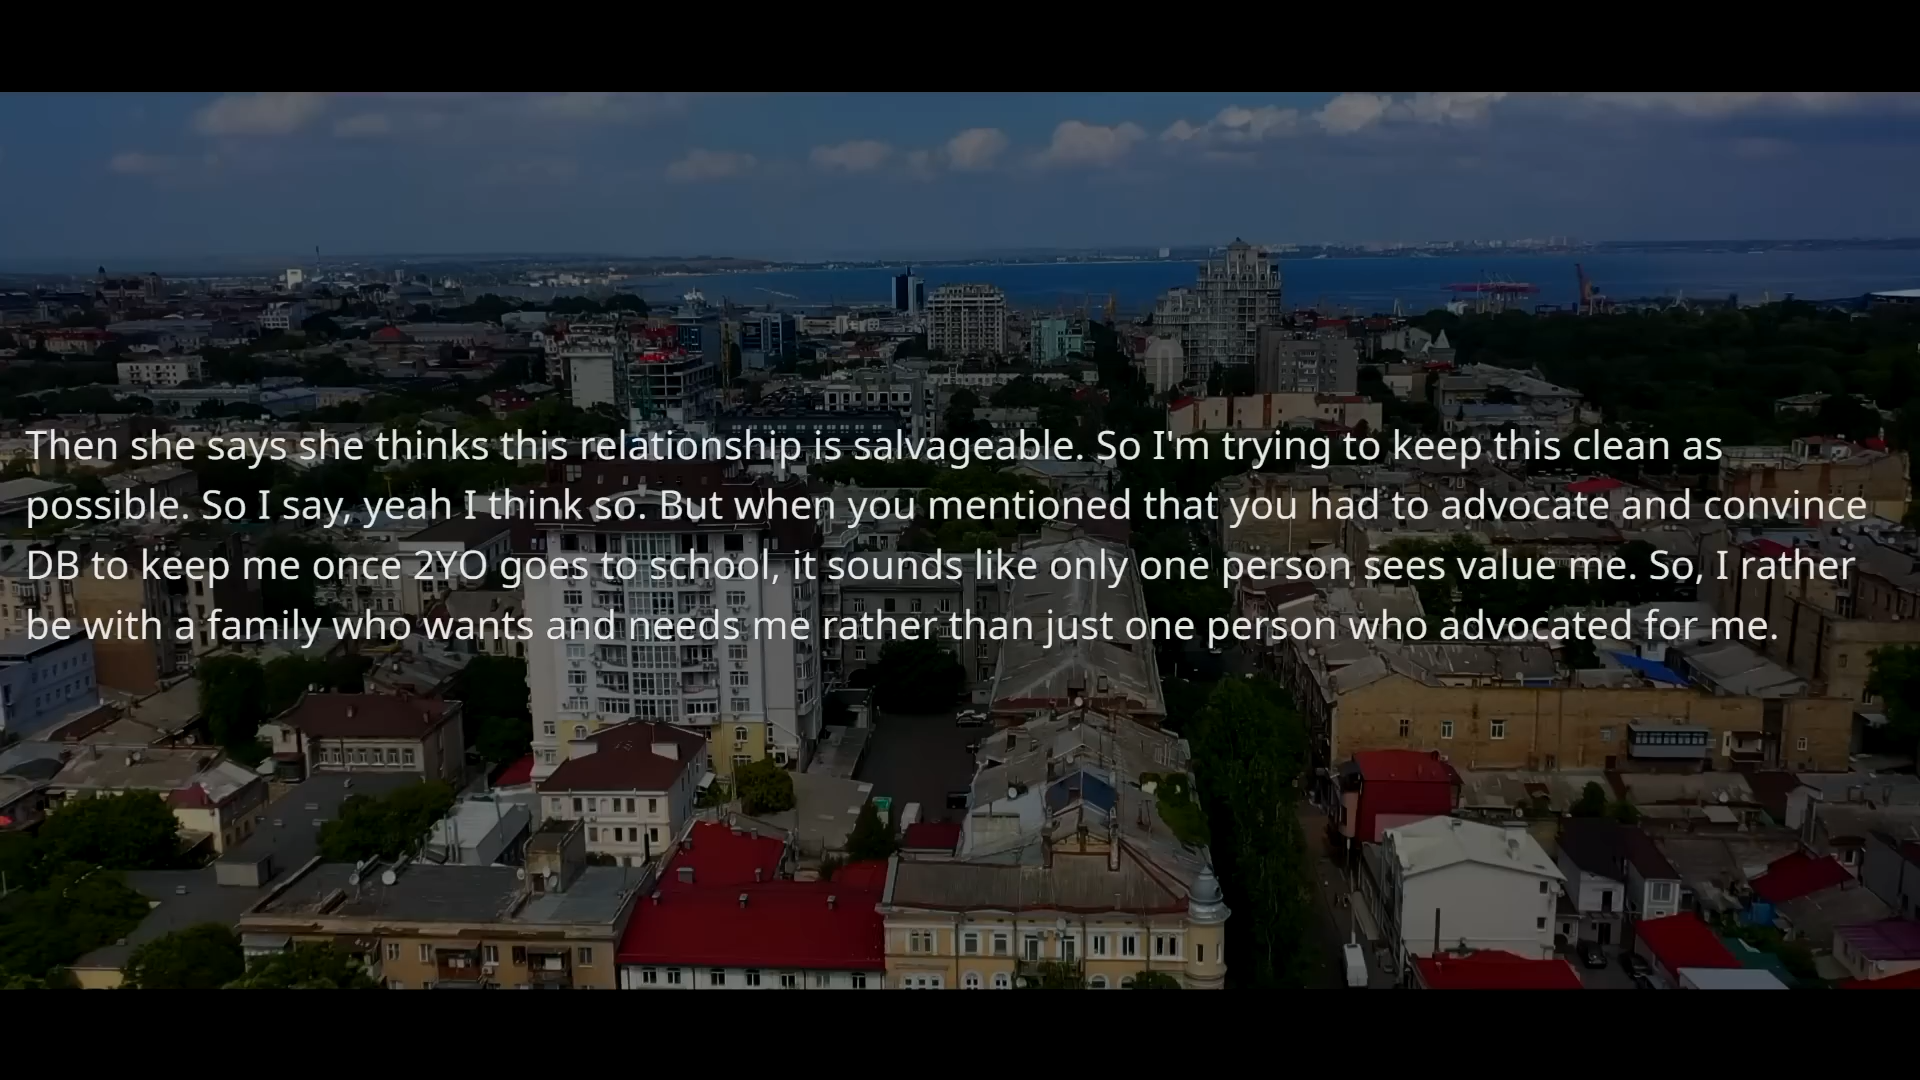 Then she says she thinks this relationship is salvageable. So I'm trying to keep this clean as
possible. So I say, yeah I think so. But when you mentioned that you had to advocate and convince
DB to keep me once 2YO goes to school, it sounds like only one person sees value me. So, I rather
be with a family who wants and needs me rather than just one person who advocated for me.